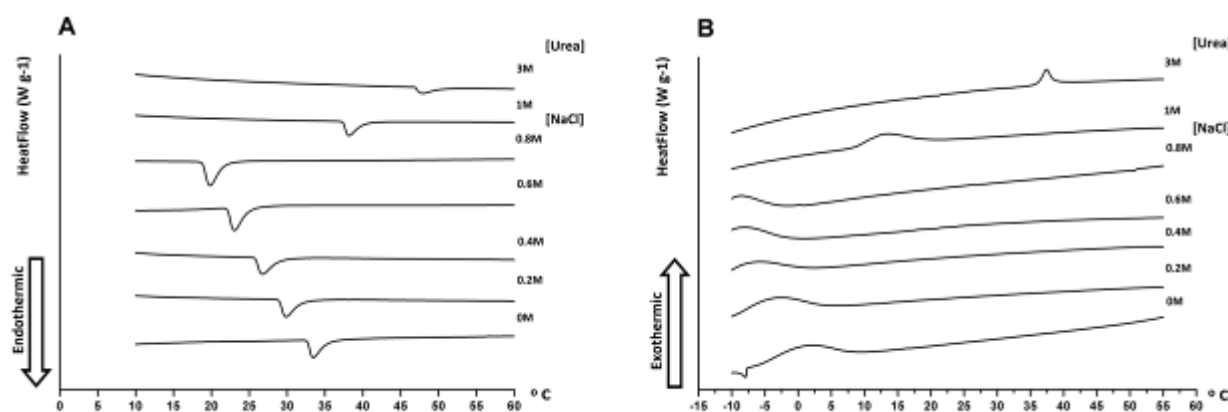 A
[Urea]
3M
1M
[NaCl]
0.8M
0.6M
0.4M
0.2M
0M
HeatFlow (W g-1)
Endothermic
0 5 10 15 20 25 30 35 40 45 50 55 60
º C
B
[Urea]
3M
1M
[NaCl]
0.8M
0.6M
0.4M
0.2M
0M
HeatFlow (W g-1)
Exothermic
-15 -10 -5 0 5 10 15 20 25 30 35 40 45 50 55 60
º C